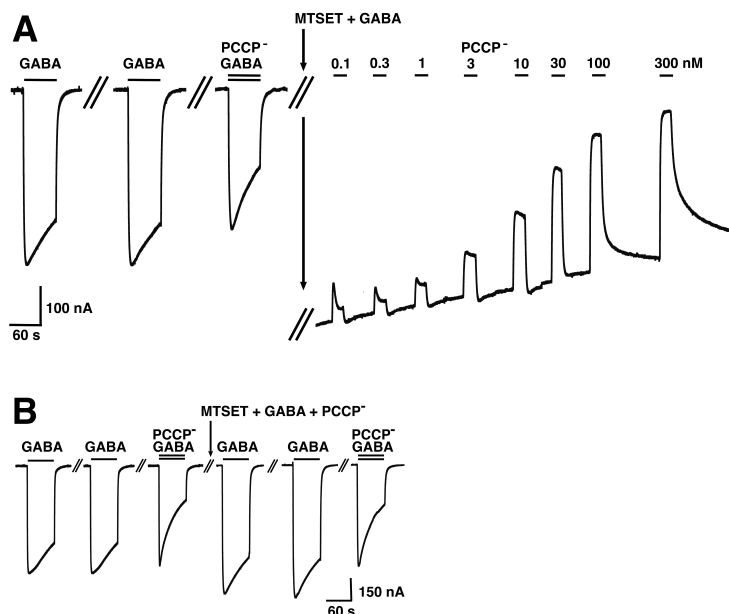 A
MTSET + GABA
GABA
GABA
PCCP-
GABA
PCCP-
0.1 0.3 1 3 10 30 100 300 nM
100 nA
60 s
B
MTSET + GABA + PCCP-
GABA
GABA
PCCP-
GABA
GABA
GABA
PCCP-
GABA
150 nA
60 s